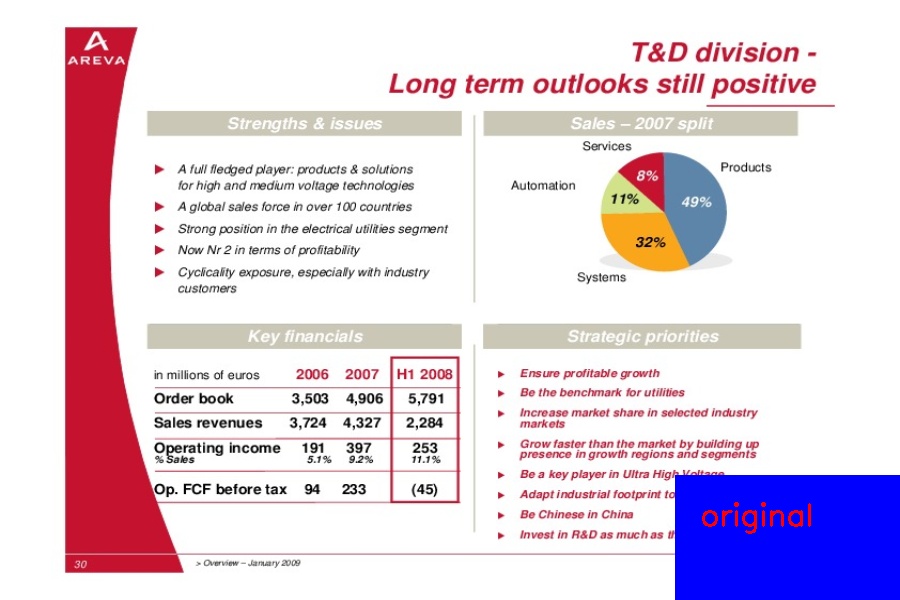 AREVA
T&D division -
Long term outlooks still positive
Strengths & issues
A full fledged player: products & solutions
for high and medium voltage technologies
A global sales force in over 100 countries
Strong position in the electrical utilities segment
Now Nr 2 in terms of profitability
Cyclicality exposure, especially with industry
customers
Sales – 2007 split
Services
Products
Automation
8%
11%
49%
32%
Systems
Key financials
in millions of euros 2006 2007 H1 2008
Order book 3,503 4,906 5,791
Sales revenues 3,724 4,327 2,284
Operating income 191 397 253
% Sales 5.1% 9.2% 11.1%
Op. FCF before tax 94 233 (45)
Strategic priorities
Ensure profitable growth
Be the benchmark for utilities
Increase market share in selected industry
markets
Grow faster than the market by building up
presence in growth regions and segments
Be a key player in Ultra High Voltage
Adapt industrial footprint to
Be Chinese in China
Invest in R&D as much as
original
30
> Overview – January 2009